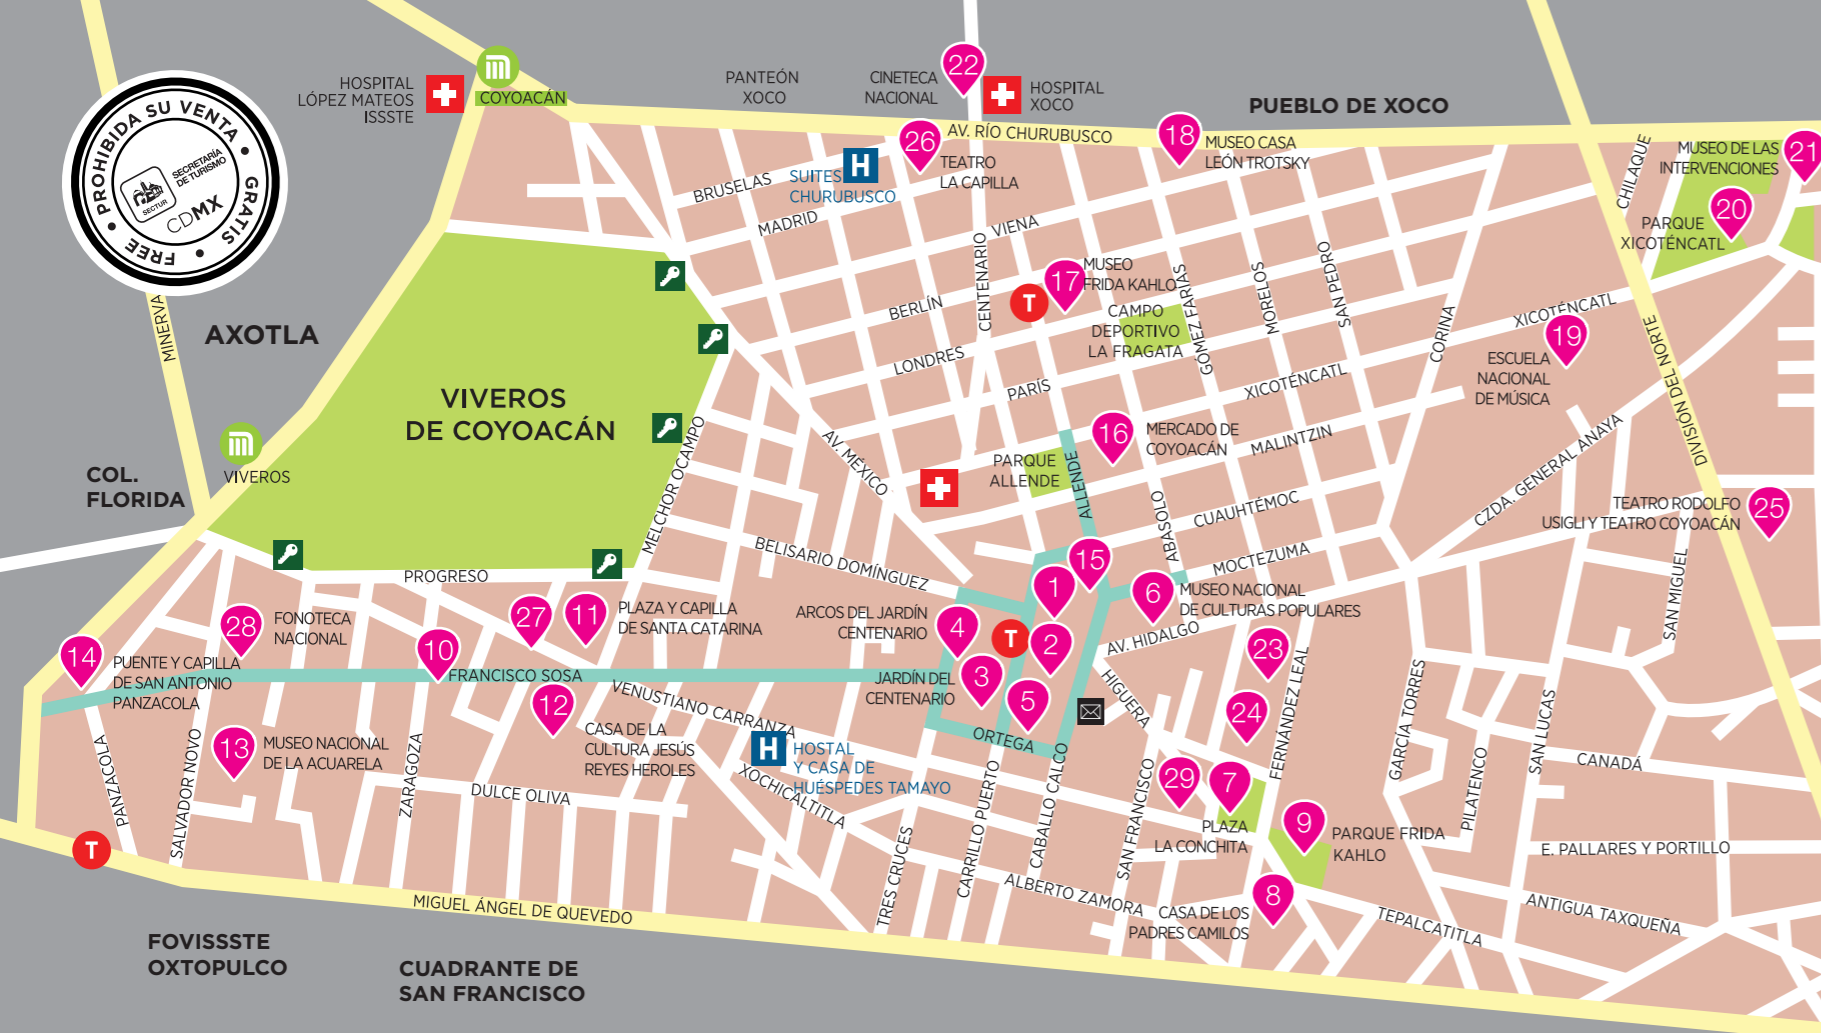 PROHIBIDA SU VENTA
GRATIS
FREE
SECRETARÍA
DE TURISMO
SECTUR
CDMX
HOSPITAL
LÓPEZ MATEOS
ISSSTE
COYOACÁN
PANTEÓN
XOCO
CINETECA
NACIONAL
22
HOSPITAL
XOCO
PUEBLO DE XOCO
AV. RÍO CHURUBUSCO
26
TEATRO
LA CAPILLA
18
MUSEO CASA
LEÓN TROTSKY
H
SUITES
CHURUBUSCO
BRUSELAS
MADRID
VIENA
CENTENARIO
BERLÍN
LONDRES
PARÍS
17
MUSEO
FRIDA KAHLO
T
CAMPO
DEPORTIVO
LA FRAGATA
GÓMEZ FARIAS
MORELOS
SAN PEDRO
CORINA
XICOTÉNCATL
XICOTÉNCATL
CHILAQUE
MUSEO DE LAS
INTERVENCIONES
21
20
PARQUE
XICOTÉNCATL
19
ESCUELA
NACIONAL
DE MÚSICA
DIVISIÓN DEL NORTE
CZDA. GENERAL ANAYA
TEATRO RODOLFO
USIGLI Y TEATRO COYOACÁN
25
MINERVA
AXOTLA
VIVEROS
DE COYOACÁN
COL.
FLORIDA
VIVEROS
MELCHOR OCAMPO
AV. MÉXICO
16
MERCADO DE
COYOACÁN
MALINTZIN
PARQUE
ALLENDE
ALLENDE
ABASOLO
CUAUHTÉMOC
MOCTEZUMA
BELISARIO DOMÍNGUEZ
PROGRESO
15
1
6
MUSEO NACIONAL
DE CULTURAS POPULARES
AV. HIDALGO
SAN MIGUEL
28
FONOTECA
NACIONAL
27
11
PLAZA Y CAPILLA
DE SANTA CATARINA
ARCOS DEL JARDÍN
CENTENARIO
4
T
2
14
PUENTE Y CAPILLA
DE SAN ANTONIO
PANZACOLA
10
FRANCISCO SOSA
12
CASA DE LA
CULTURA JESÚS
REYES HEROLES
VENUSTIANO CARRANZA
JARDÍN DEL
CENTENARIO
3
5
ORTEGA
HIGUERA
23
24
FERNÁNDEZ LEAL
GARCÍA TORRES
PILATENCO
SAN LUCAS
CANADÁ
13
MUSEO NACIONAL
DE LA ACUARELA
PANZACOLA
SALVADOR NOVO
ZARAGOZA
DULCE OLIVA
H
HOSTAL
Y CASA DE
HUÉSPEDES TAMAYO
XOCHICALTITLA
TRES CRUCES
CARRILLO PUERTO
CABALLO CALCO
SAN FRANCISCO
29
7
PLAZA
LA CONCHITA
9
PARQUE FRIDA
KAHLO
E. PALLARES Y PORTILLO
8
CASA DE LOS
PADRES CAMILOS
ALBERTO ZAMORA
TEPALCATITLA
ANTIGUA TAXQUEÑA
T
MIGUEL ÁNGEL DE QUEVEDO
FOVISSSTE
OXTOPULCO
CUADRANTE DE
SAN FRANCISCO